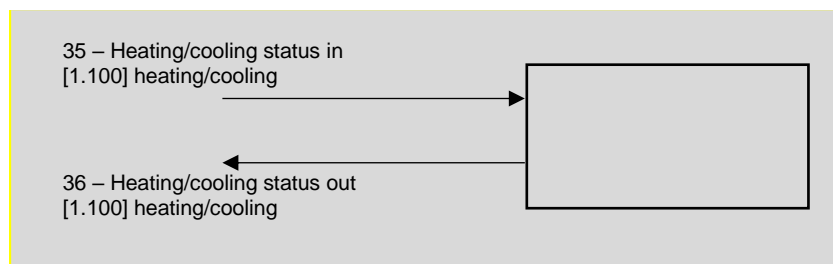 35 – Heating/cooling status in
[1.100] heating/cooling
36 – Heating/cooling status out
[1.100] heating/cooling